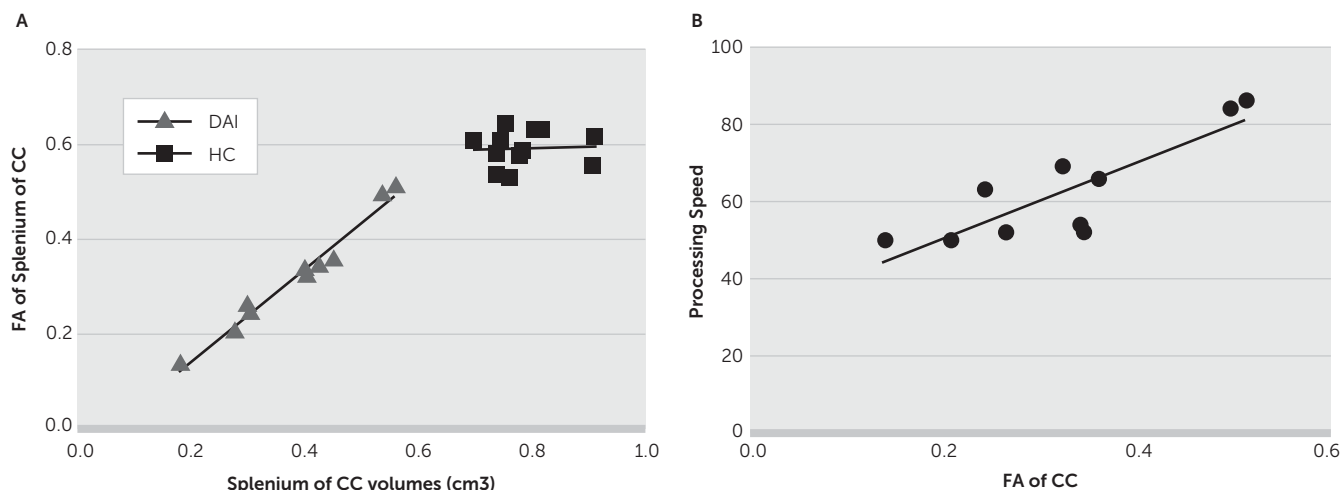 A
FA of Splenium of CC
0.8
0.6
0.4
0.2
0.0
DAI
HC
0.0 0.2 0.4 0.6 0.8 1.0
Splenium of CC volumes (cm3)
B
Processing Speed
100
80
60
40
20
0
0.0 0.2 0.4 0.6
FA of CC